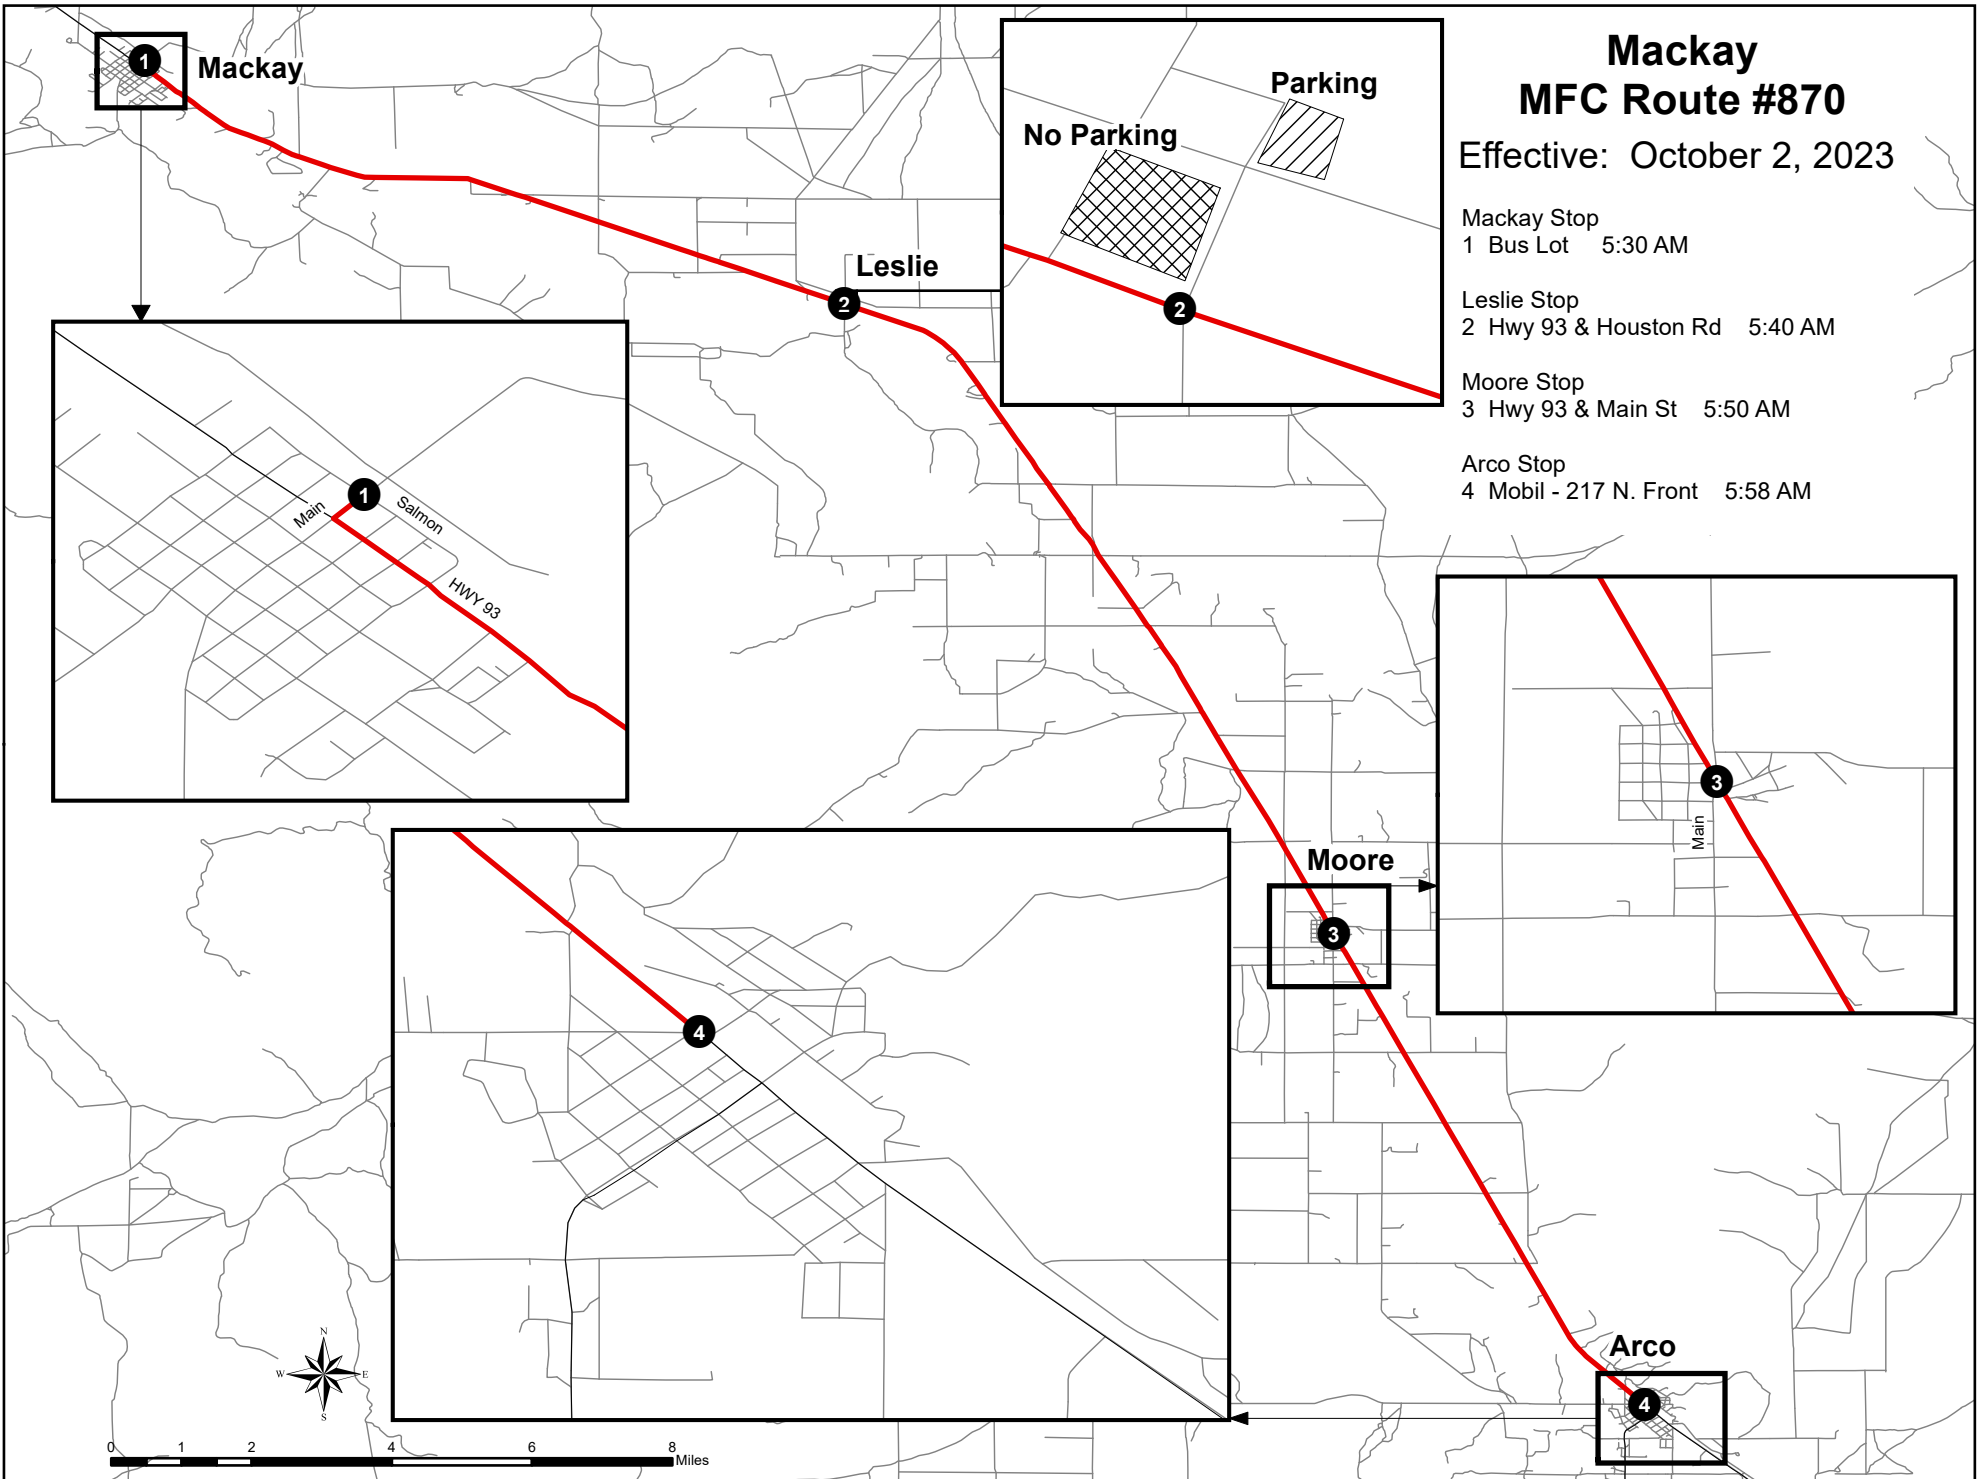 Mackay
MFC Route #870
Effective: October 2, 2023
Mackay Stop
1 Bus Lot 5:30 AM
Leslie Stop
2 Hwy 93 & Houston Rd 5:40 AM
Moore Stop
3 Hwy 93 & Main St 5:50 AM
Arco Stop
4 Mobil - 217 N. Front 5:58 AM
1
Mackay
Parking
No Parking
2
Leslie
2
1
Main
Salmon
HWY 93
3
Main
Moore
3
4
Arco
4
N
W E
S
0 1 2 4 6 8
Miles